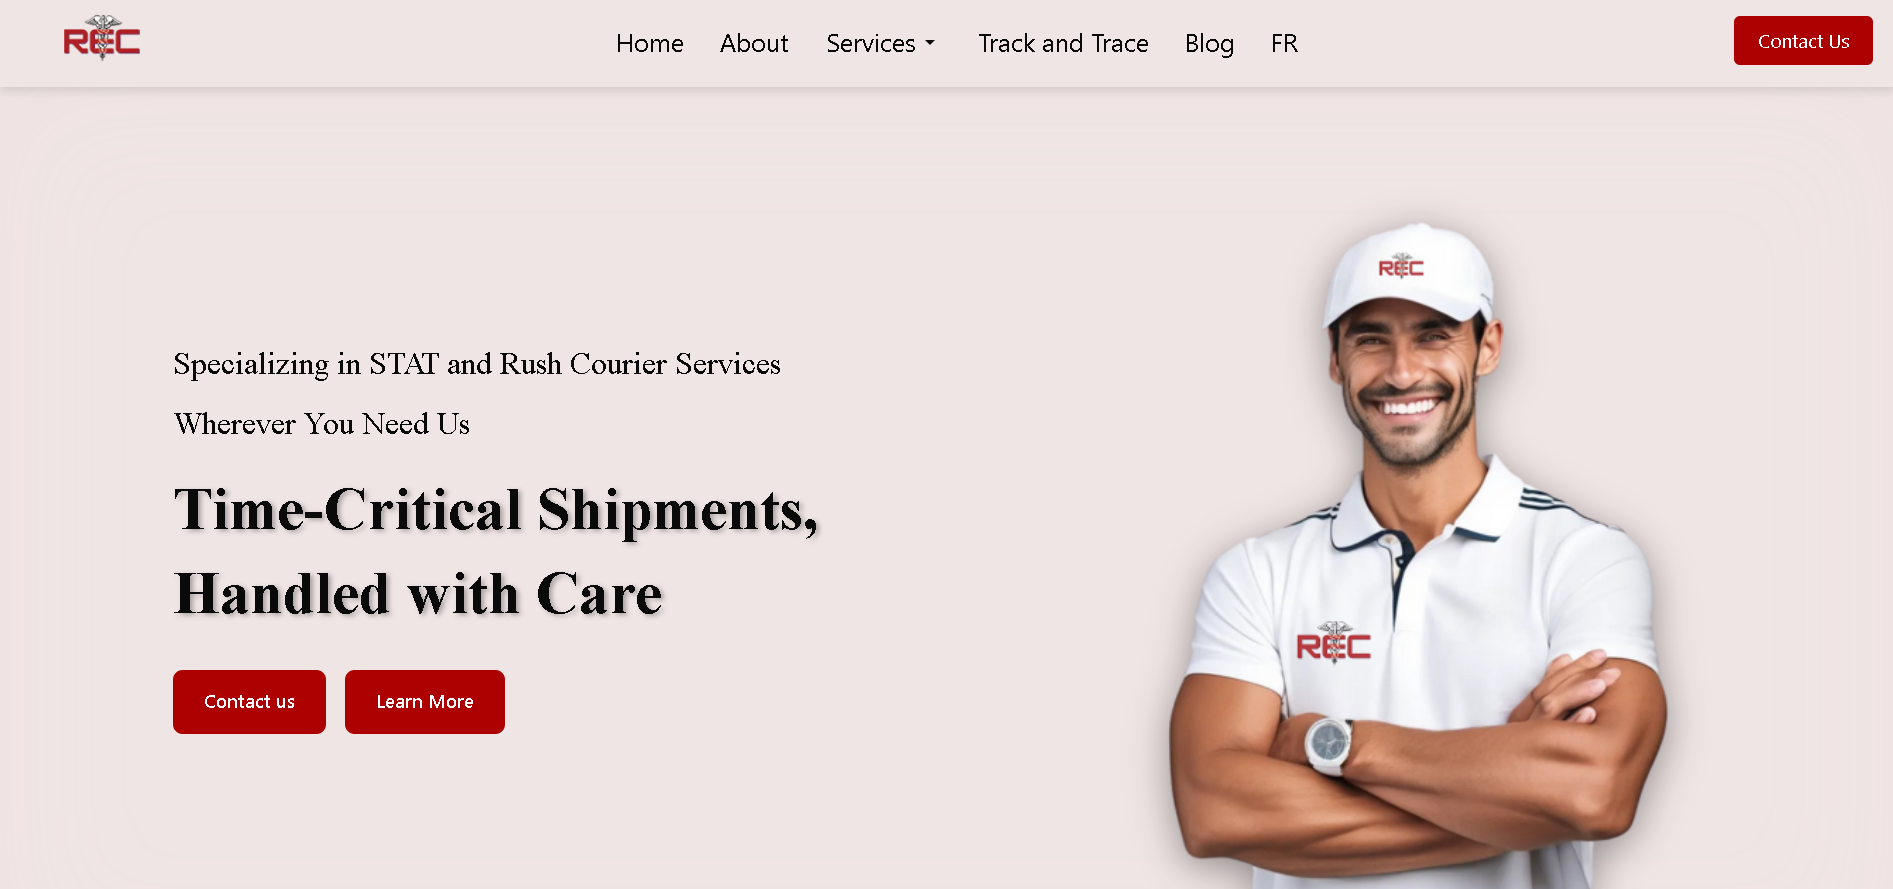 REC
Home
About
Services
Track and Trace
Blog
FR
Contact Us
REC
Specializing in STAT and Rush Courier Services
Wherever You Need Us
Time-Critical Shipments,
Handled with Care
REC
Contact us
Learn More